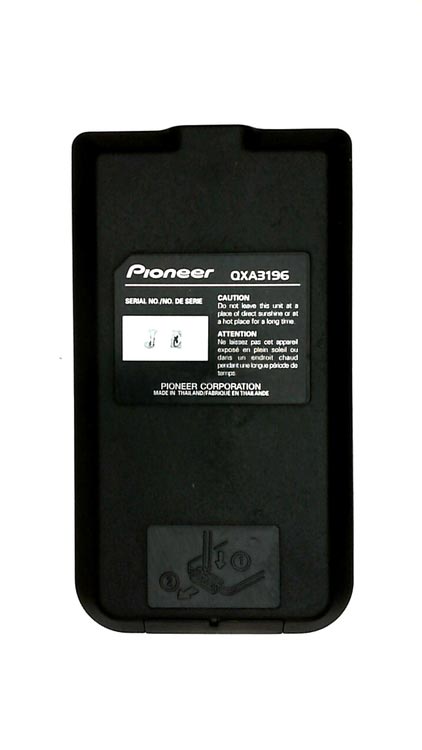 Pioneer QXA3196
SERIAL NO./NO. DE SERIE
CAUTION
Do not leave this unit at a
place of direct sunshine or at
a hot place for a long time.
ATTENTION
Ne laissez pas cet appareil
exposé en plein soleil ou
dans un endroit chaud
pendant une longue période de
temps.
PIONEER CORPORATION
MADE IN THAILAND/FABRIQUÉ EN THAILANDE
1
2